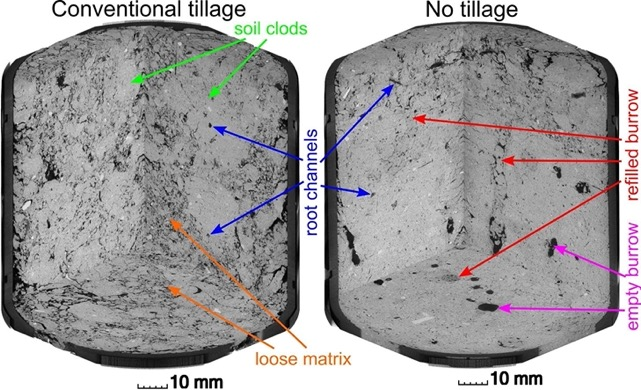 Conventional tillage
No tillage
soil clods
root channels
refilled burrow
empty burrow
loose matrix
10 mm
10 mm